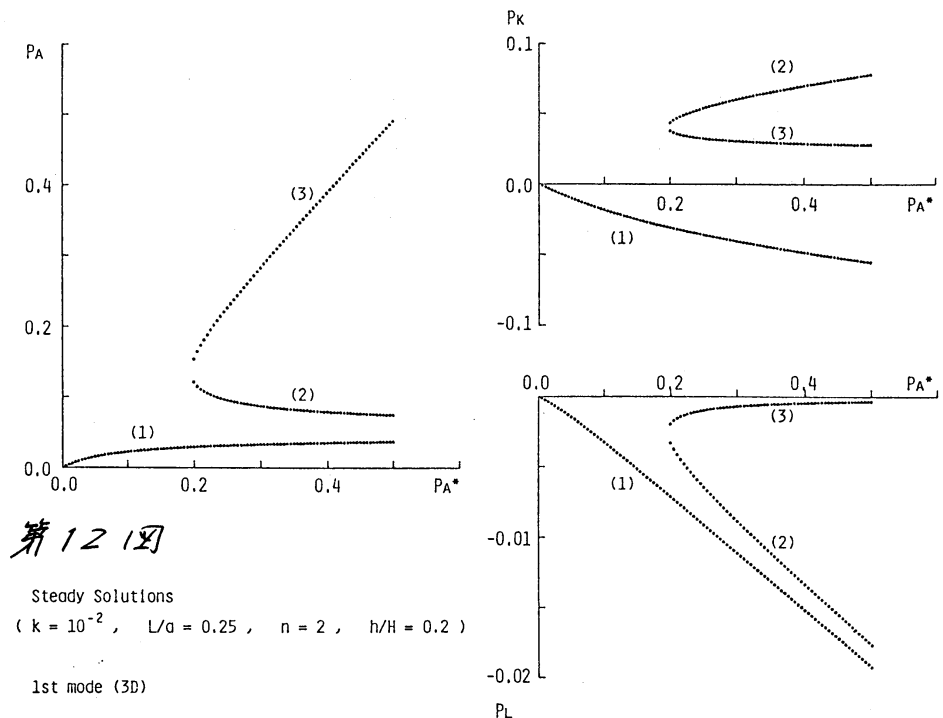 PA
0.4
(3)
0.2
(2)
(1)
0.0
0.0
0.2
0.4
PA*
PK
0.1
(2)
(3)
0.0
0.2
0.4
PA*
(1)
-0.1
0.0
0.2
0.4
PA*
(3)
(1)
-0.01
(2)
-0.02
PL
第12図
Steady Solutions
( k = 10⁻² , L/a = 0.25 , n = 2 , h/H = 0.2 )
1st mode (3D)